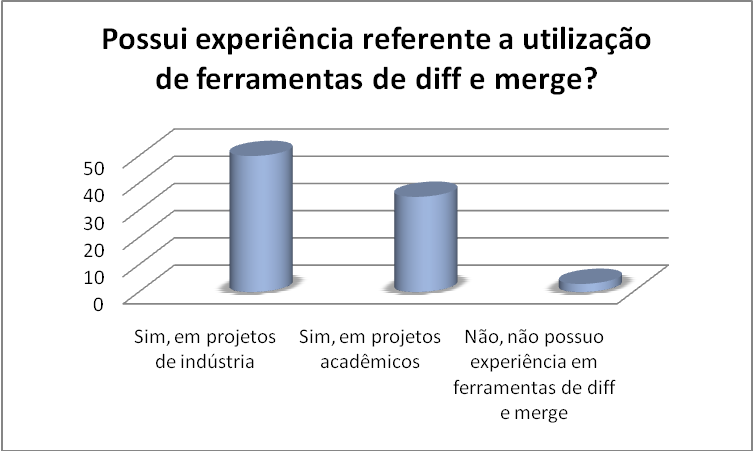 Possui experiência referente a utilização
de ferramentas de diff e merge?
50
40
30
20
10
0
Sim, em projetos
de indústria
Sim, em projetos
acadêmicos
Não, não possuo
experiência em
ferramentas de diff
e merge